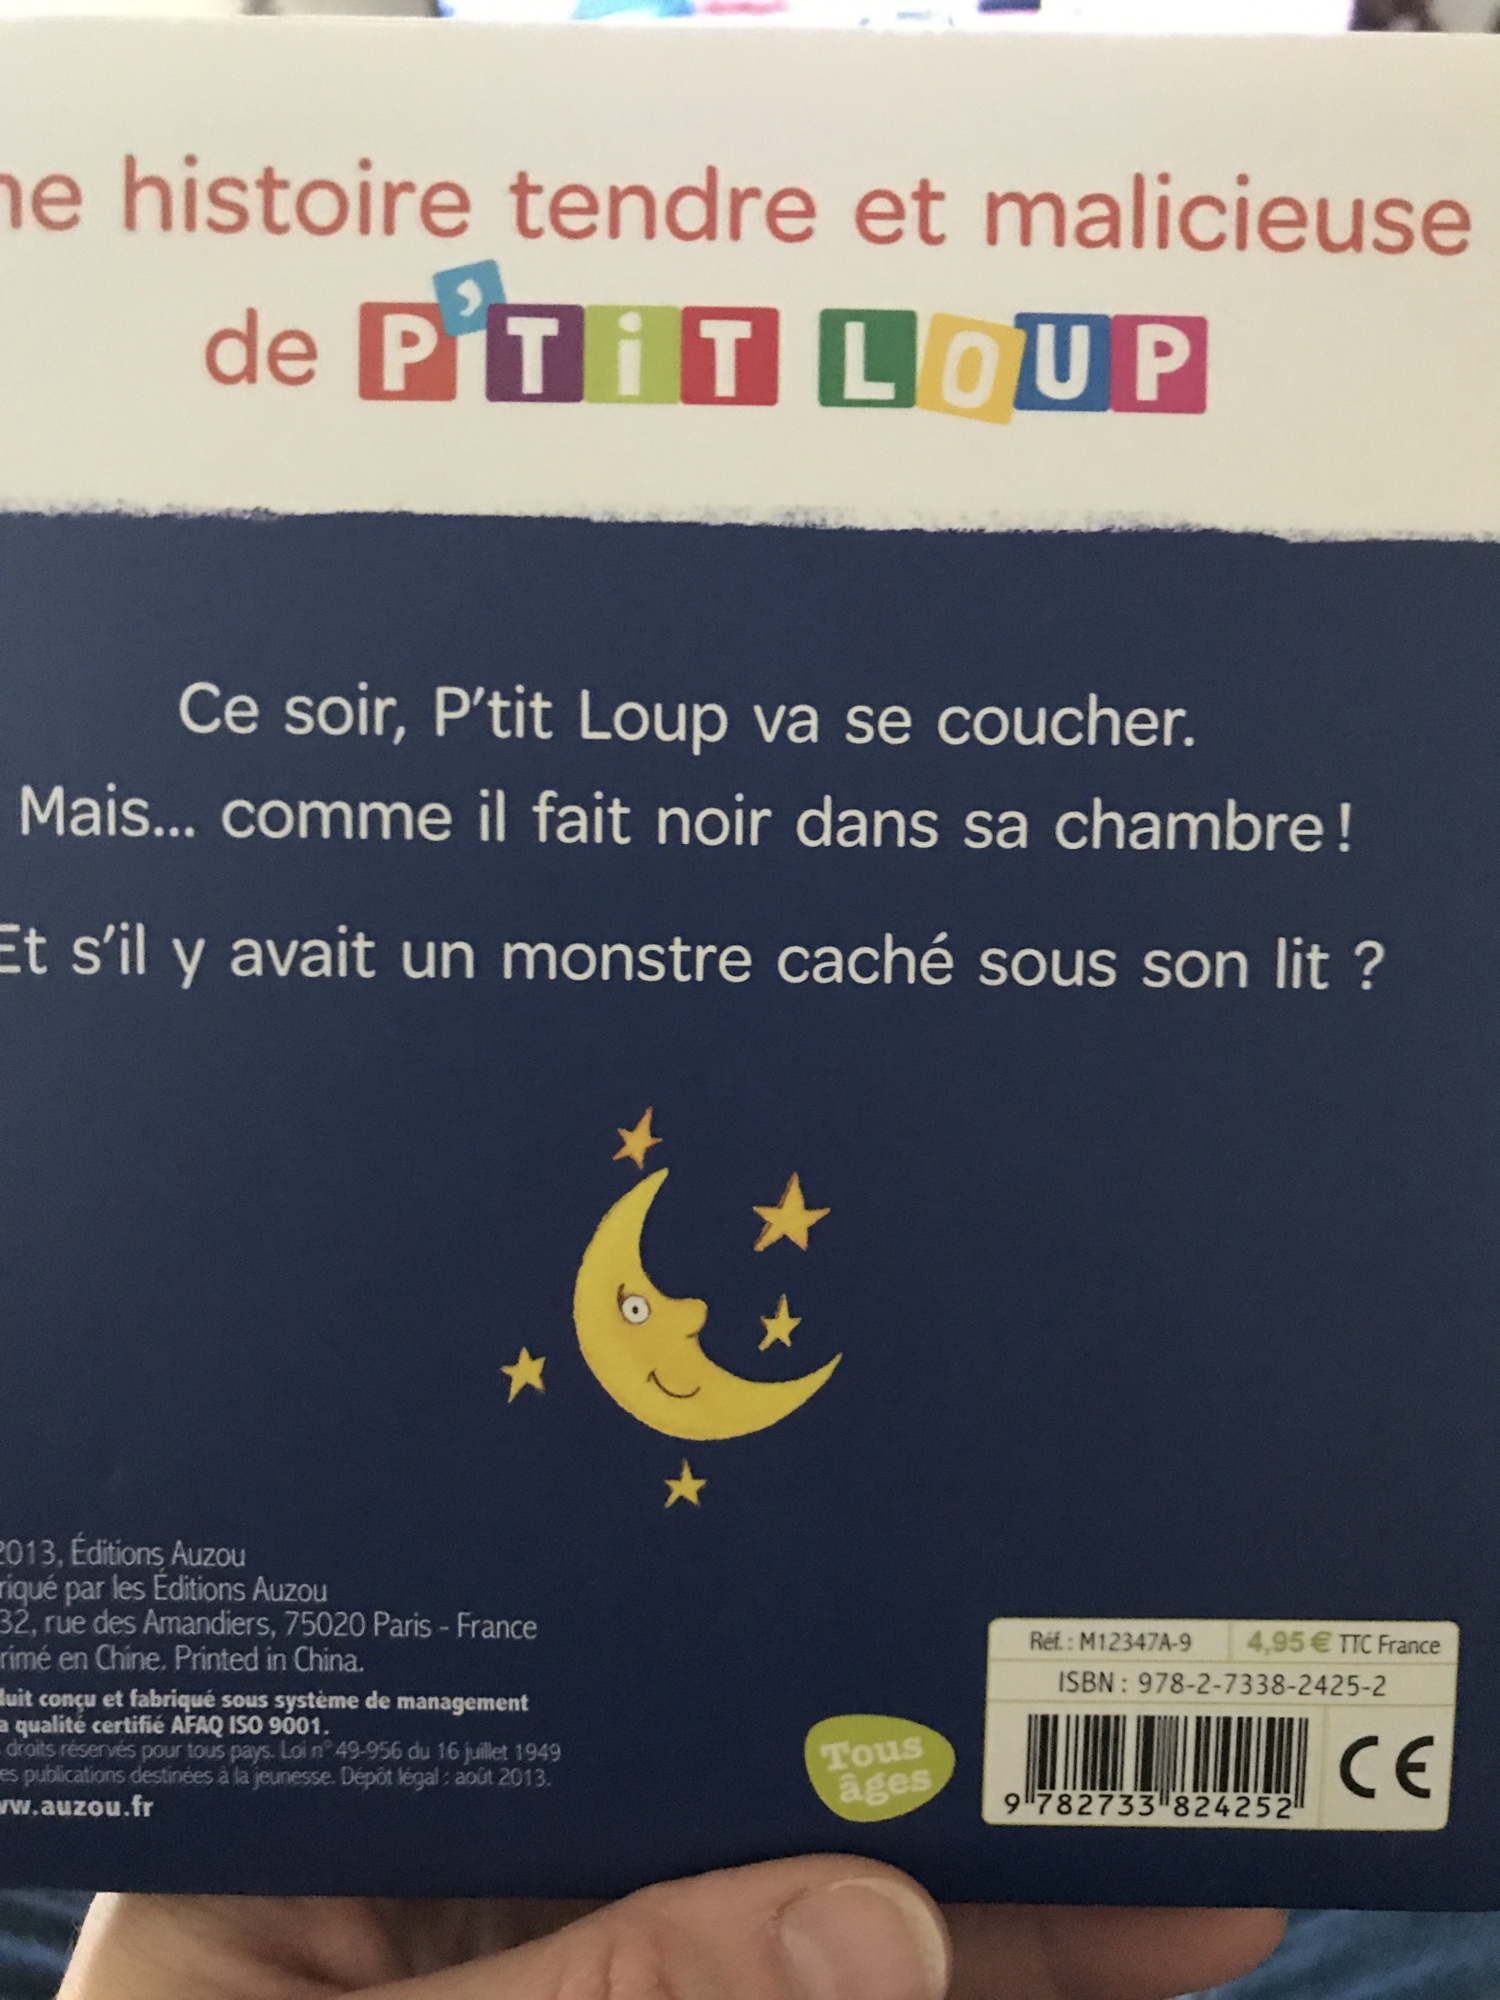 ne histoire tendre et malicieuse
de P'TiT LOUP
Ce soir, P'tit Loup va se coucher.
Mais... comme il fait noir dans sa chambre !
Et s'il y avait un monstre caché sous son lit ?
2013, Éditions Auzou
riqué par les Éditions Auzou
32, rue des Amandiers, 75020 Paris - France
rimé en Chine. Printed in China.
duit conçu et fabriqué sous système de management
a qualité certifié AFAQ ISO 9001.
droits réservés pour tous pays. Loi n° 49-956 du 16 juillet 1949
es publications destinées à la jeunesse. Dépôt légal : août 2013.
ww.auzou.fr
Tous
âges
Réf. : M12347A-9 4,95 € TTC France
ISBN : 978-2-7338-2425-2
CE
9 782733 824252